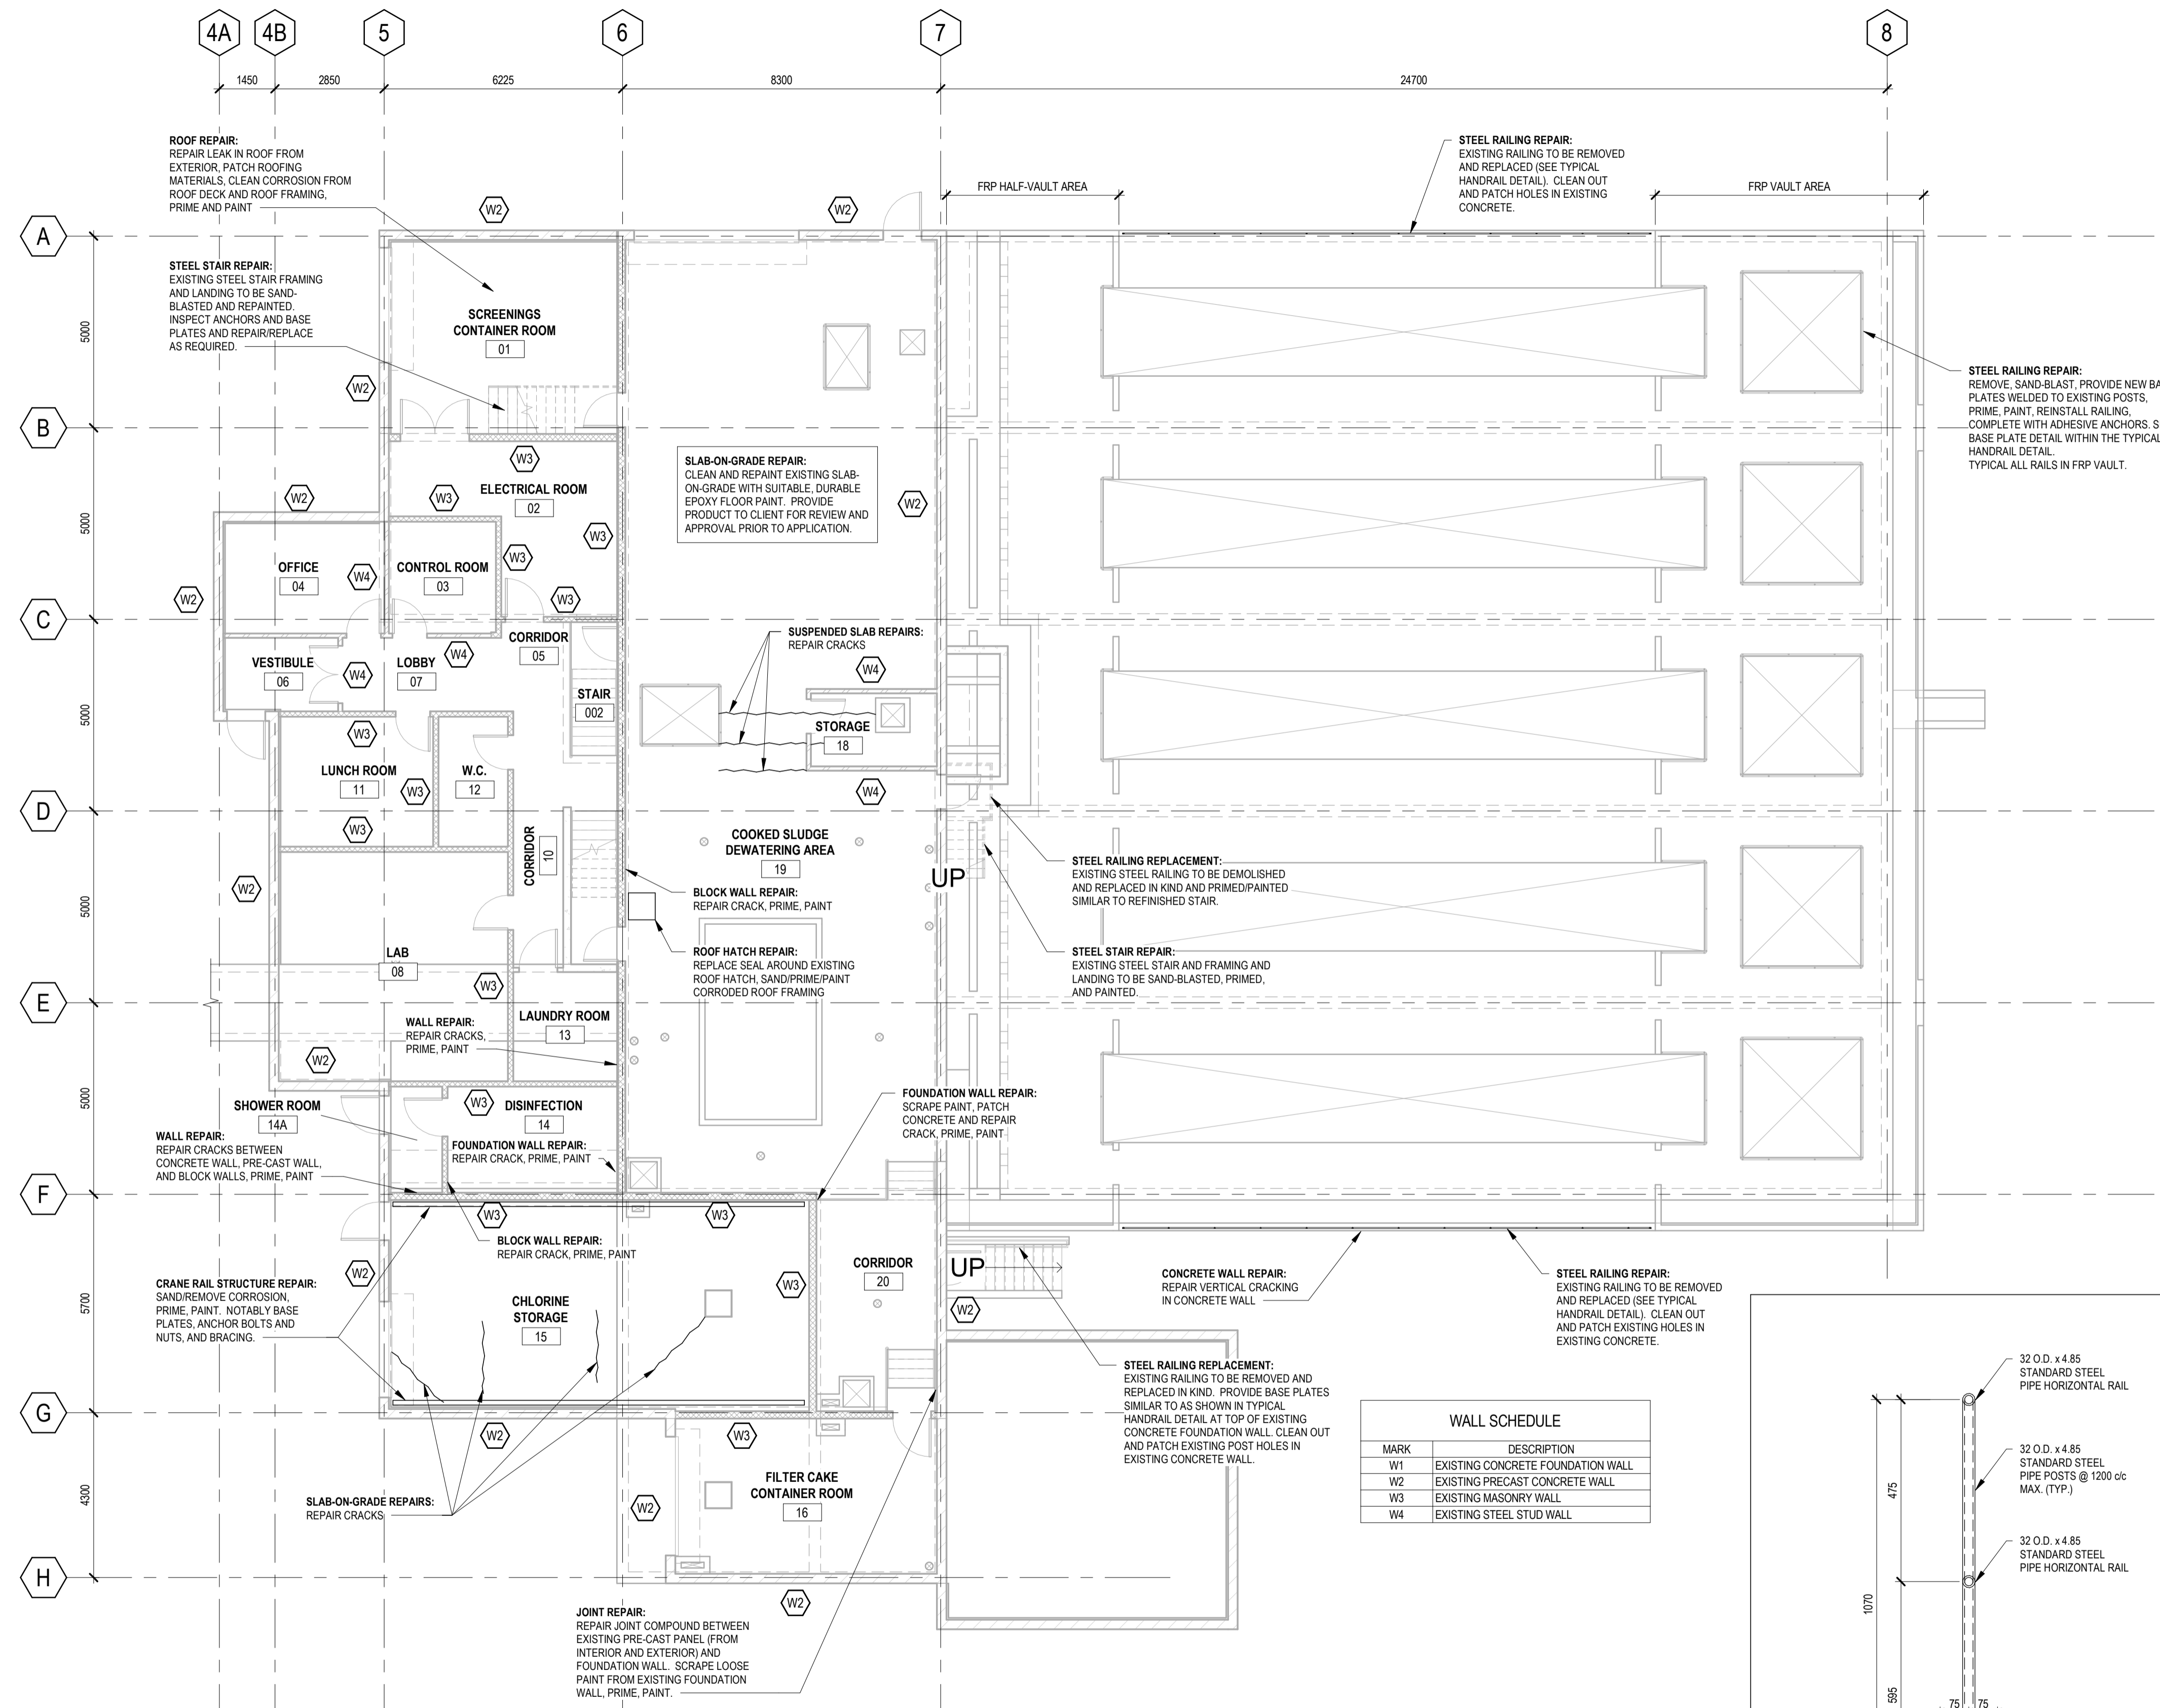 4A
4B
5
6
7
8
1450
2850
6225
8300
24700
ROOF REPAIR:
REPAIR LEAK IN ROOF FROM
EXTERIOR, PATCH ROOFING
MATERIALS, CLEAN CORROSION FROM
ROOF DECK AND ROOF FRAMING,
PRIME AND PAINT
STEEL RAILING REPAIR:
EXISTING RAILING TO BE REMOVED
AND REPLACED (SEE TYPICAL
HANDRAIL DETAIL). CLEAN OUT
AND PATCH HOLES IN EXISTING
CONCRETE.
FRP HALF-VAULT AREA
FRP VAULT AREA
W2
W2
A
STEEL STAIR REPAIR:
EXISTING STEEL STAIR FRAMING
AND LANDING TO BE SAND-
BLASTED AND REPAINTED.
INSPECT ANCHORS AND BASE
PLATES AND REPAIR/REPLACE
AS REQUIRED.
5000
SCREENINGS
CONTAINER ROOM
01
W2
STEEL RAILING REPAIR:
REMOVE, SAND-BLAST, PROVIDE NEW BA
PLATES WELDED TO EXISTING POSTS,
PRIME, PAINT, REINSTALL RAILING,
COMPLETE WITH ADHESIVE ANCHORS. S
BASE PLATE DETAIL WITHIN THE TYPICAL
HANDRAIL DETAIL.
TYPICAL ALL RAILS IN FRP VAULT.
B
W3
SLAB-ON-GRADE REPAIR:
CLEAN AND REPAINT EXISTING SLAB-
ON-GRADE WITH SUITABLE, DURABLE
EPOXY FLOOR PAINT. PROVIDE
PRODUCT TO CLIENT FOR REVIEW AND
APPROVAL PRIOR TO APPLICATION.
W2
W3
ELECTRICAL ROOM
02
W2
5000
W3
W3
OFFICE
04
W4
CONTROL ROOM
03
W2
W3
C
CORRIDOR
05
SUSPENDED SLAB REPAIRS:
REPAIR CRACKS
VESTIBULE
06
W4
LOBBY
07
W4
W4
STAIR
002
5000
STORAGE
18
W3
LUNCH ROOM
11
W.C.
12
W3
W4
D
W3
COOKED SLUDGE
DEWATERING AREA
19
CORRIDOR
10
STEEL RAILING REPLACEMENT:
EXISTING STEEL RAILING TO BE DEMOLISHED
AND REPLACED IN KIND AND PRIMED/PAINTED
SIMILAR TO REFINISHED STAIR.
UP
W2
BLOCK WALL REPAIR:
REPAIR CRACK, PRIME, PAINT
5000
LAB
08
ROOF HATCH REPAIR:
REPLACE SEAL AROUND EXISTING
ROOF HATCH, SAND/PRIME/PAINT
CORRODED ROOF FRAMING
STEEL STAIR REPAIR:
EXISTING STEEL STAIR AND FRAMING AND
LANDING TO BE SAND-BLASTED, PRIMED,
AND PAINTED.
W3
E
WALL REPAIR:
REPAIR CRACKS,
PRIME, PAINT
LAUNDRY ROOM
13
W2
5000
SHOWER ROOM
14A
W3
DISINFECTION
14
FOUNDATION WALL REPAIR:
SCRAPE PAINT, PATCH
CONCRETE AND REPAIR
CRACK, PRIME, PAINT
WALL REPAIR:
REPAIR CRACKS BETWEEN
CONCRETE WALL, PRE-CAST WALL,
AND BLOCK WALLS, PRIME, PAINT
FOUNDATION WALL REPAIR:
REPAIR CRACK, PRIME, PAINT
F
W3
W3
BLOCK WALL REPAIR:
REPAIR CRACK, PRIME, PAINT
W2
CRANE RAIL STRUCTURE REPAIR:
SAND/REMOVE CORROSION,
PRIME, PAINT. NOTABLY BASE
PLATES, ANCHOR BOLTS AND
NUTS, AND BRACING.
5700
CHLORINE
STORAGE
15
W3
CORRIDOR
20
UP
W2
CONCRETE WALL REPAIR:
REPAIR VERTICAL CRACKING
IN CONCRETE WALL
STEEL RAILING REPAIR:
EXISTING RAILING TO BE REMOVED
AND REPLACED (SEE TYPICAL
HANDRAIL DETAIL). CLEAN OUT
AND PATCH EXISTING HOLES IN
EXISTING CONCRETE.
STEEL RAILING REPLACEMENT:
EXISTING RAILING TO BE REMOVED AND
REPLACED IN KIND. PROVIDE BASE PLATES
SIMILAR TO AS SHOWN IN TYPICAL
HANDRAIL DETAIL AT TOP OF EXISTING
CONCRETE FOUNDATION WALL. CLEAN OUT
AND PATCH EXISTING POST HOLES IN
EXISTING CONCRETE WALL.
G
W2
W3
SLAB-ON-GRADE REPAIRS:
REPAIR CRACKS
4300
FILTER CAKE
CONTAINER ROOM
16
W2
H
W2
JOINT REPAIR:
REPAIR JOINT COMPOUND BETWEEN
EXISTING PRE-CAST PANEL (FROM
INTERIOR AND EXTERIOR) AND
FOUNDATION WALL. SCRAPE LOOSE
PAINT FROM EXISTING FOUNDATION
WALL, PRIME, PAINT.
WALL SCHEDULE
MARK DESCRIPTION
W1 EXISTING CONCRETE FOUNDATION WALL
W2 EXISTING PRECAST CONCRETE WALL
W3 EXISTING MASONRY WALL
W4 EXISTING STEEL STUD WALL
32 O.D. x 4.85
STANDARD STEEL
PIPE HORIZONTAL RAIL
32 O.D. x 4.85
STANDARD STEEL
PIPE POSTS @ 1200 c/c
MAX. (TYP.)
32 O.D. x 4.85
STANDARD STEEL
PIPE HORIZONTAL RAIL
475
1070
595
75
75